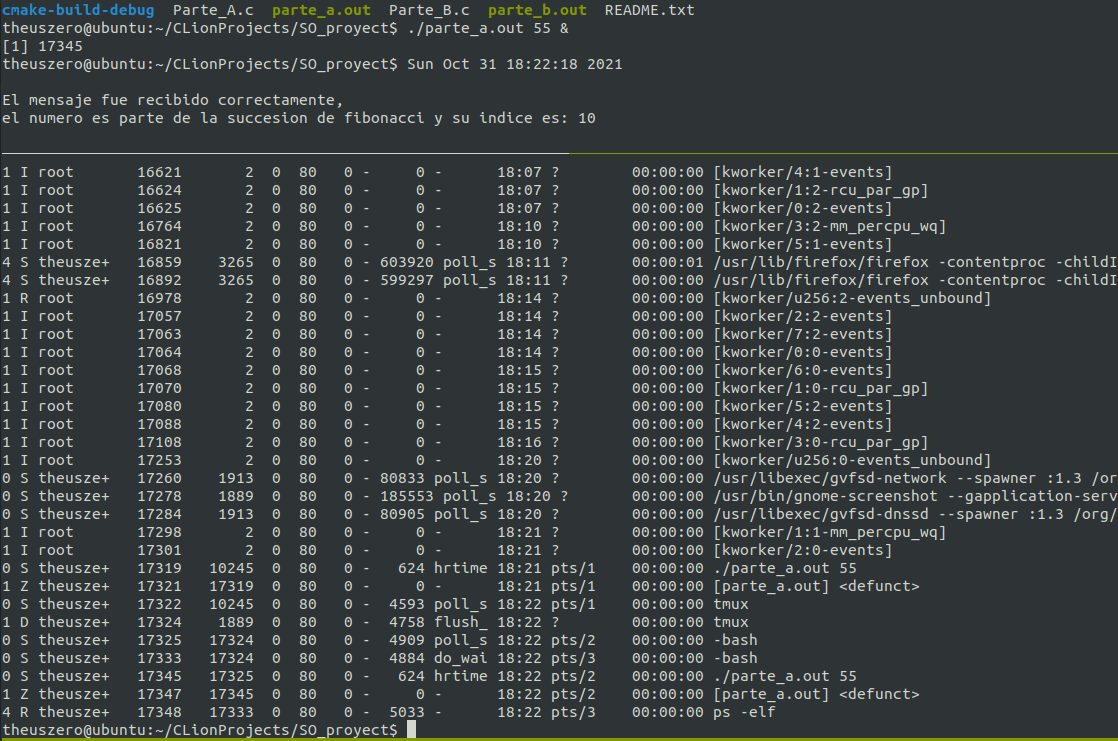 cmake-build-debug  Parte_A.c  parte_a.out  Parte_B.c  parte_b.out  README.txt
theuszero@ubuntu:~/CLionProjects/SO_proyect$ ./parte_a.out 55 &
[1] 17345
theuszero@ubuntu:~/CLionProjects/SO_proyect$ Sun Oct 31 18:22:18 2021
El mensaje fue recibido correctamente,
el numero es parte de la succesion de fibonacci y su indice es: 10
1 I root       16621       2  0  80   0 -     0 -      18:07 ?        00:00:00 [kworker/4:1-events]
1 I root       16624       2  0  80   0 -     0 -      18:07 ?        00:00:00 [kworker/1:2-rcu_par_gp]
1 I root       16625       2  0  80   0 -     0 -      18:07 ?        00:00:00 [kworker/0:2-events]
1 I root       16764       2  0  80   0 -     0 -      18:10 ?        00:00:00 [kworker/3:2-mm_percpu_wq]
1 I root       16821       2  0  80   0 -     0 -      18:10 ?        00:00:00 [kworker/5:1-events]
4 S theusze+   16859    3265  0  80   0 - 603920 poll_s 18:11 ?       00:00:01 /usr/lib/firefox/firefox -contentproc -childI
4 S theusze+   16892    3265  0  80   0 - 599297 poll_s 18:11 ?       00:00:00 /usr/lib/firefox/firefox -contentproc -childI
1 R root       16978       2  0  80   0 -     0 -      18:14 ?        00:00:00 [kworker/u256:2-events_unbound]
1 I root       17057       2  0  80   0 -     0 -      18:14 ?        00:00:00 [kworker/2:2-events]
1 I root       17063       2  0  80   0 -     0 -      18:14 ?        00:00:00 [kworker/7:2-events]
1 I root       17064       2  0  80   0 -     0 -      18:14 ?        00:00:00 [kworker/0:0-events]
1 I root       17068       2  0  80   0 -     0 -      18:15 ?        00:00:00 [kworker/6:0-events]
1 I root       17070       2  0  80   0 -     0 -      18:15 ?        00:00:00 [kworker/1:0-rcu_par_gp]
1 I root       17080       2  0  80   0 -     0 -      18:15 ?        00:00:00 [kworker/5:2-events]
1 I root       17088       2  0  80   0 -     0 -      18:15 ?        00:00:00 [kworker/4:2-events]
1 I root       17108       2  0  80   0 -     0 -      18:16 ?        00:00:00 [kworker/3:0-rcu_par_gp]
1 I root       17253       2  0  80   0 -     0 -      18:20 ?        00:00:00 [kworker/u256:0-events_unbound]
0 S theusze+   17260    1913  0  80   0 - 80833 poll_s 18:20 ?        00:00:00 /usr/libexec/gvfsd-network --spawner :1.3 /or
0 S theusze+   17278    1889  0  80   0 - 185553 poll_s 18:20 ?       00:00:00 /usr/bin/gnome-screenshot --gapplication-serv
0 S theusze+   17284    1913  0  80   0 - 80905 poll_s 18:20 ?        00:00:00 /usr/libexec/gvfsd-dnssd --spawner :1.3 /org/
1 I root       17298       2  0  80   0 -     0 -      18:21 ?        00:00:00 [kworker/1:1-mm_percpu_wq]
1 I root       17301       2  0  80   0 -     0 -      18:21 ?        00:00:00 [kworker/2:0-events]
0 S theusze+   17319   10245  0  80   0 -   624 hrtime 18:21 pts/1    00:00:00 ./parte_a.out 55
1 Z theusze+   17321   17319  0  80   0 -     0 -      18:21 pts/1    00:00:00 [parte_a.out] <defunct>
0 S theusze+   17322   10245  0  80   0 -  4593 poll_s 18:22 pts/1    00:00:00 tmux
1 D theusze+   17324    1889  0  80   0 -  4758 flush_ 18:22 ?        00:00:00 tmux
0 S theusze+   17325   17324  0  80   0 -  4909 poll_s 18:22 pts/2    00:00:00 -bash
0 S theusze+   17333   17324  0  80   0 -  4884 do_wai 18:22 pts/3    00:00:00 -bash
0 S theusze+   17345   17325  0  80   0 -   624 hrtime 18:22 pts/2    00:00:00 ./parte_a.out 55
1 Z theusze+   17347   17345  0  80   0 -     0 -      18:22 pts/2    00:00:00 [parte_a.out] <defunct>
4 R theusze+   17348   17333  0  80   0 -  5033 -      18:22 pts/3    00:00:00 ps -elf
theuszero@ubuntu:~/CLionProjects/SO_proyect$